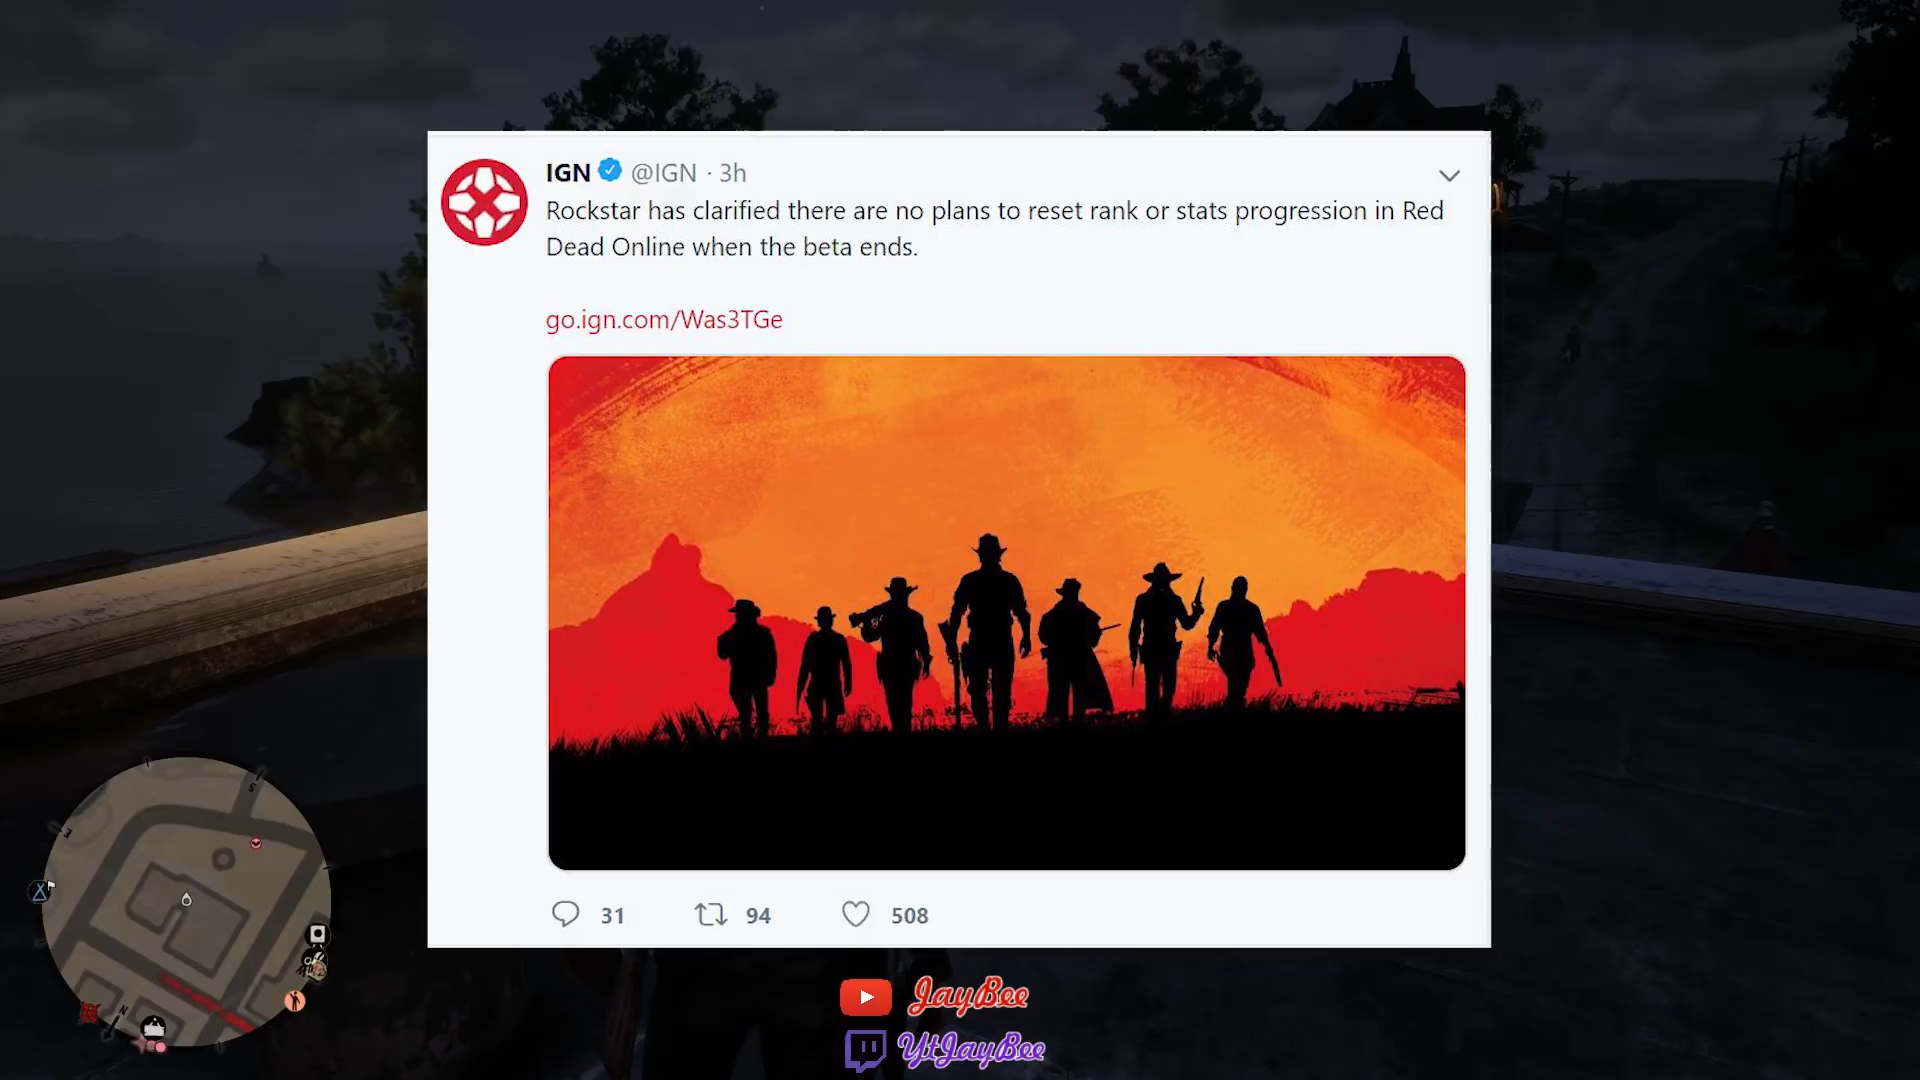 IGN @IGN · 3h
Rockstar has clarified there are no plans to reset rank or stats progression in Red
Dead Online when the beta ends.
go.ign.com/Was3TGe
31 94 508
S
E
N
JayBee
YtJayBee